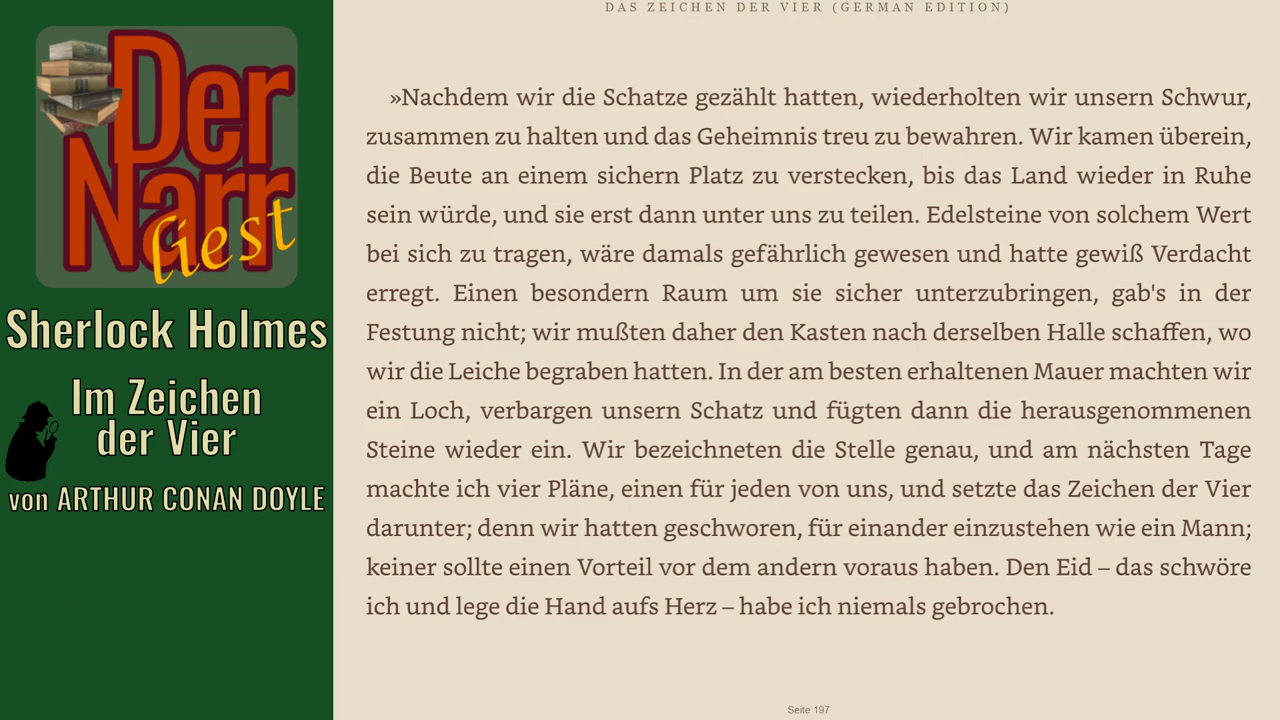 Der
Narr
liest
Sherlock Holmes
Im Zeichen
der Vier
von ARTHUR CONAN DOYLE
DAS ZEICHEN DER VIER (GERMAN EDITION)
»Nachdem wir die Schatze gezählt hatten, wiederholten wir unsern Schwur,
zusammen zu halten und das Geheimnis treu zu bewahren. Wir kamen überein,
die Beute an einem sichern Platz zu verstecken, bis das Land wieder in Ruhe
sein würde, und sie erst dann unter uns zu teilen. Edelsteine von solchem Wert
bei sich zu tragen, wäre damals gefährlich gewesen und hatte gewiß Verdacht
erregt. Einen besondern Raum um sie sicher unterzubringen, gab's in der
Festung nicht; wir mußten daher den Kasten nach derselben Halle schaffen, wo
wir die Leiche begraben hatten. In der am besten erhaltenen Mauer machten wir
ein Loch, verbargen unsern Schatz und fügten dann die herausgenommenen
Steine wieder ein. Wir bezeichneten die Stelle genau, und am nächsten Tage
machte ich vier Pläne, einen für jeden von uns, und setzte das Zeichen der Vier
darunter; denn wir hatten geschworen, für einander einzustehen wie ein Mann;
keiner sollte einen Vorteil vor dem andern voraus haben. Den Eid – das schwöre
ich und lege die Hand aufs Herz – habe ich niemals gebrochen.
Seite 197